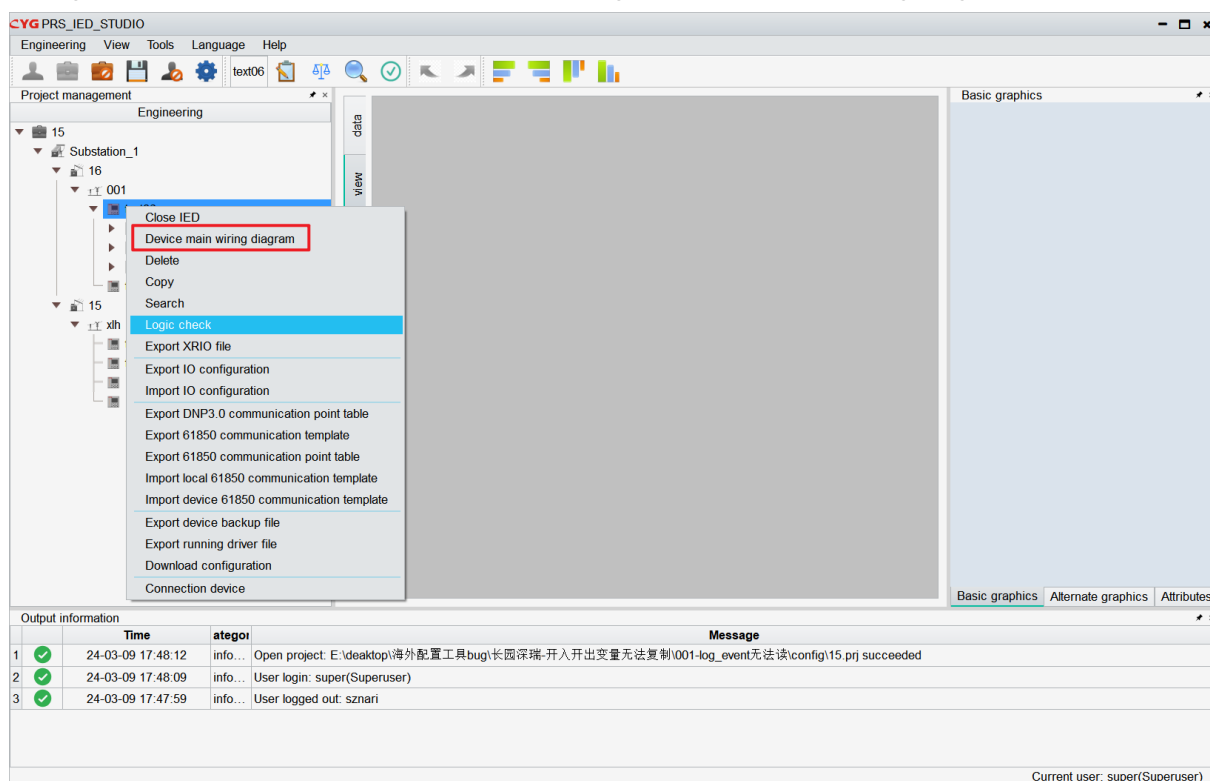 CYG PRS_IED_STUDIO
Engineering View Tools Language Help
text06
Project management
Basic graphics
Engineering
data
view
15
Substation_1
16
001
Close IED
Device main wiring diagram
Delete
Copy
Search
15
xlh
Logic check
Export XRIO file
Export IO configuration
Import IO configuration
Export DNP3.0 communication point table
Export 61850 communication template
Export 61850 communication point table
Import local 61850 communication template
Import device 61850 communication template
Export device backup file
Export running driver file
Download configuration
Connection device
Basic graphics Alternate graphics Attributes
Output information
Time ategor Message
1 24-03-09 17:48:12 info... Open project: E:\deaktop\海外配置工具bug\长园深瑞-开入开出变量无法复制\001-log_event无法读\config\15.prj succeeded
2 24-03-09 17:48:09 info... User login: super(Superuser)
3 24-03-09 17:47:59 info... User logged out: sznari
Current user: super(Superuser)